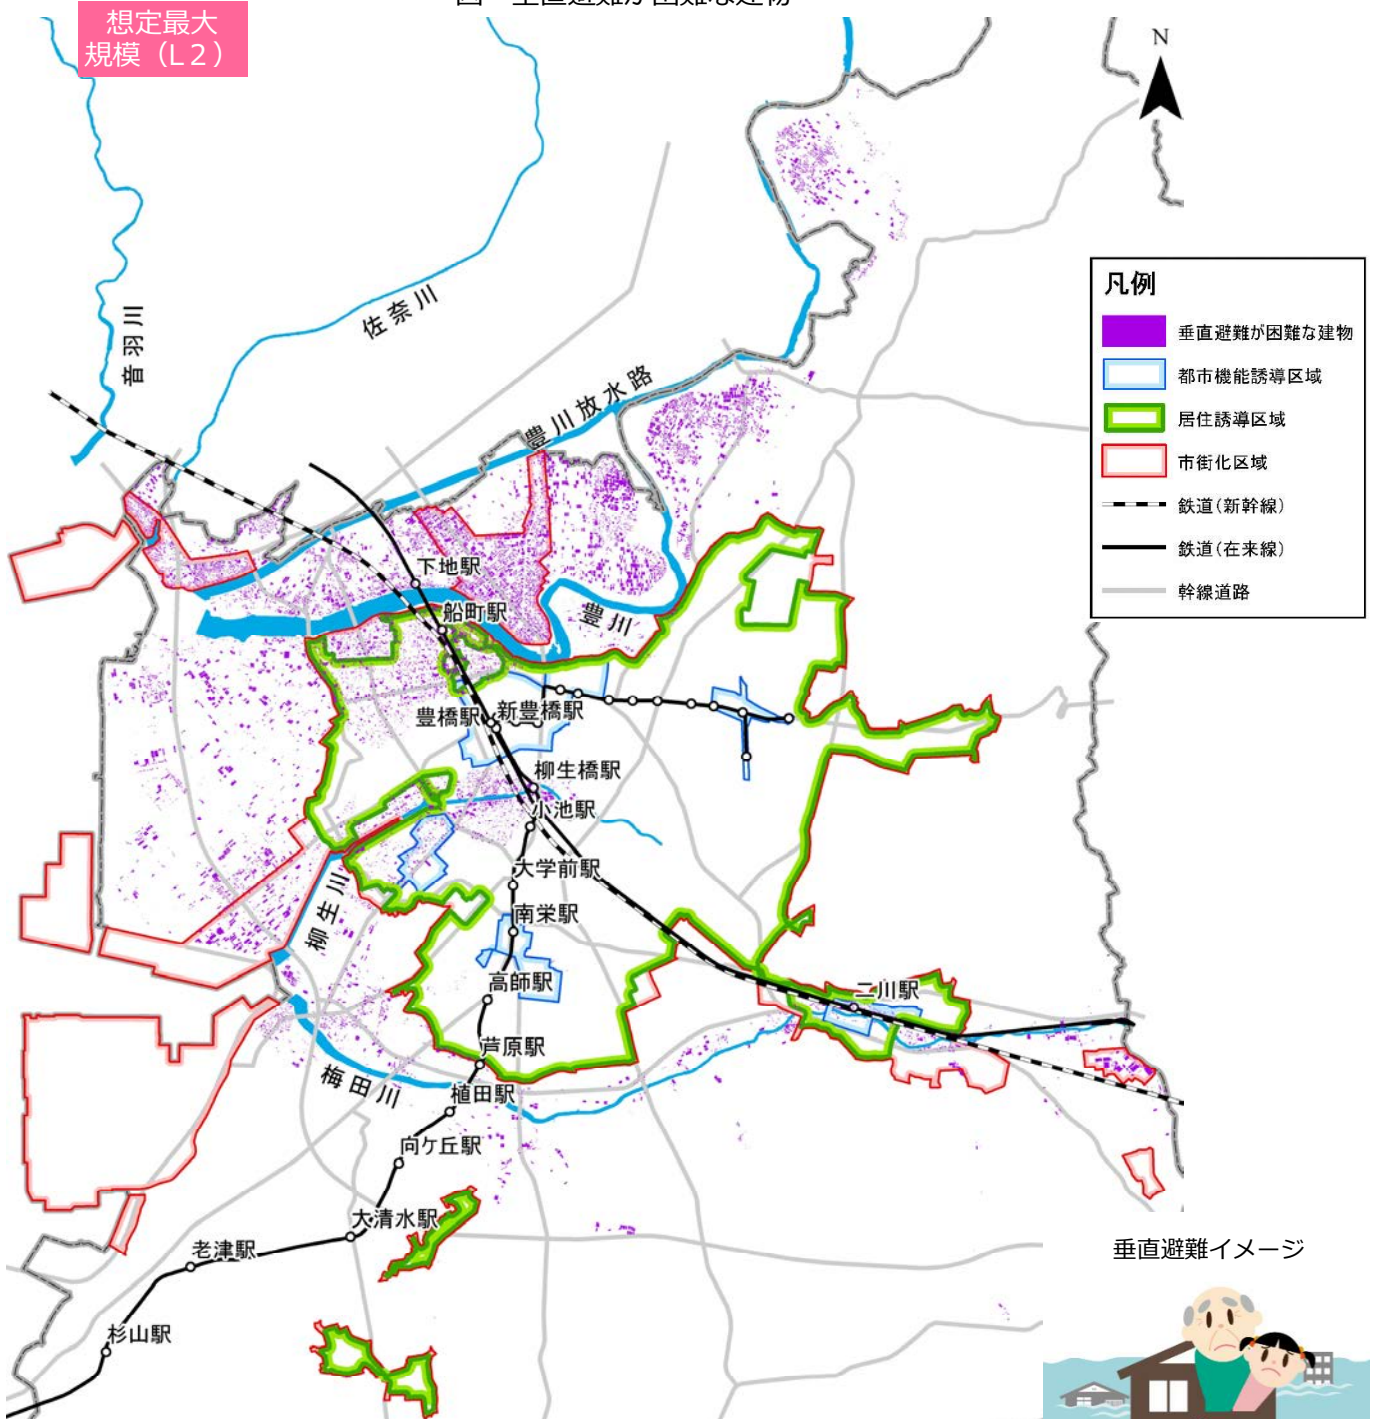 想定最大
規模（L２）
N
音羽川
佐奈川
豊川放水路
凡例
垂直避難が困難な建物
都市機能誘導区域
居住誘導区域
市街化区域
鉄道(新幹線)
鉄道(在来線)
幹線道路
下地駅
船町駅
豊川
豊橋駅
新豊橋駅
柳生橋駅
小池駅
大学前駅
柳生川
南栄駅
高師駅
二川駅
芦原駅
梅田川
植田駅
向ケ丘駅
大清水駅
老津駅
杉山駅
垂直避難イメージ